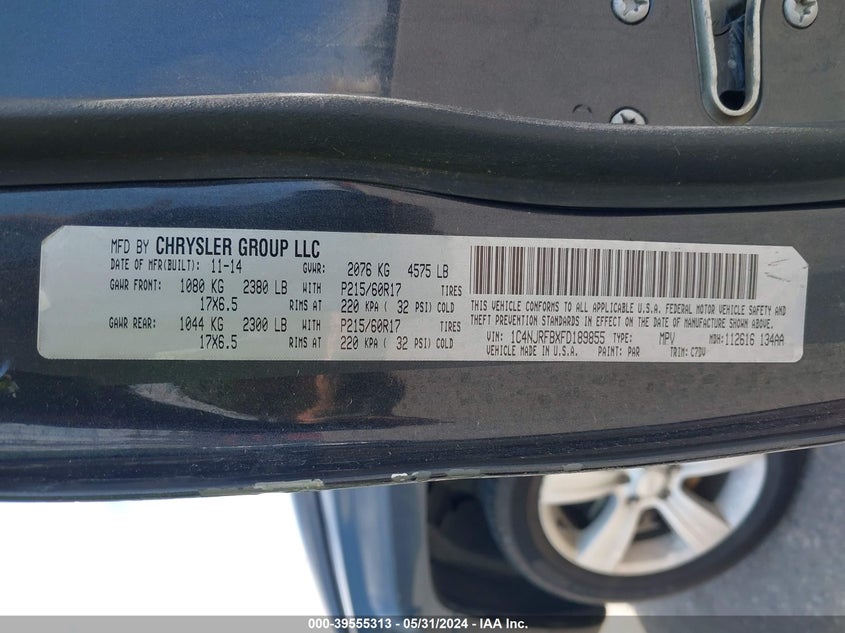 MFD BY CHRYSLER GROUP LLC
DATE OF MFR(BUILT): 11-14 GVWR: 2076 KG 4575 LB
GAWR FRONT: 1080 KG 2380 LB WITH P215/60R17 TIRES
17X6.5 RIMS AT 220 KPA ( 32 PSI) COLD
GAWR REAR: 1044 KG 2300 LB WITH P215/60R17 TIRES
17X6.5 RIMS AT 220 KPA ( 32 PSI) COLD
THIS VEHICLE CONFORMS TO ALL APPLICABLE U.S.A. FEDERAL MOTOR VEHICLE SAFETY AND
THEFT PREVENTION STANDARDS IN EFFECT ON THE DATE OF MANUFACTURE SHOWN ABOVE.
VIN: 1C4NJRFBXFD189855 TYPE: MPV MDH:112616 134AA
VEHICLE MADE IN U.S.A. PAINT: PAR TRIM: C7DV
000-39555313 - 05/31/2024 - IAA Inc.